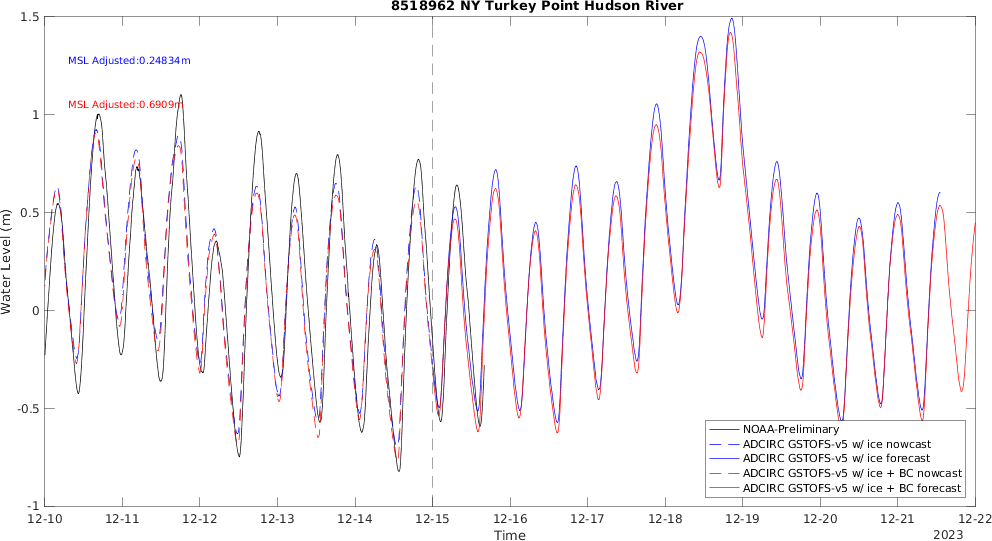 8518962 NY Turkey Point Hudson River
MSL Adjusted:0.24834m
MSL Adjusted:0.6909m
Water Level (m)
1.5
1
0.5
0
-0.5
-1
NOAA-Preliminary
ADCIRC GSTOFS-v5 w/ ice nowcast
ADCIRC GSTOFS-v5 w/ ice forecast
ADCIRC GSTOFS-v5 w/ ice + BC nowcast
ADCIRC GSTOFS-v5 w/ ice + BC forecast
12-10 12-11 12-12 12-13 12-14 12-15 12-16 12-17 12-18 12-19 12-20 12-21 12-22
Time
2023